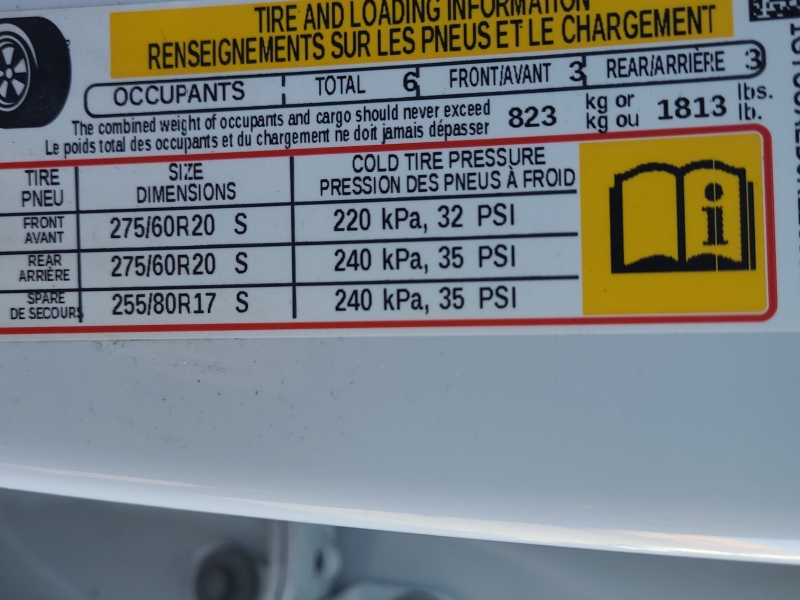 TIRE AND LOADING INFORMATION
RENSEIGNEMENTS SUR LES PNEUS ET LE CHARGEMENT
OCCUPANTS TOTAL 6 FRONT/AVANT 3 REAR/ARRIÈRE 3
The combined weight of occupants and cargo should never exceed 823 kg or 1813 lbs.
Le poids total des occupants et du chargement ne doit jamais dépasser kg ou lb.
TIRE SIZE COLD TIRE PRESSURE
PNEU DIMENSIONS PRESSION DES PNEUS À FROID
FRONT
AVANT 275/60R20 S 220 kPa, 32 PSI
REAR
ARRIÈRE 275/60R20 S 240 kPa, 35 PSI
SPARE
DE SECOURS 255/80R17 S 240 kPa, 35 PSI